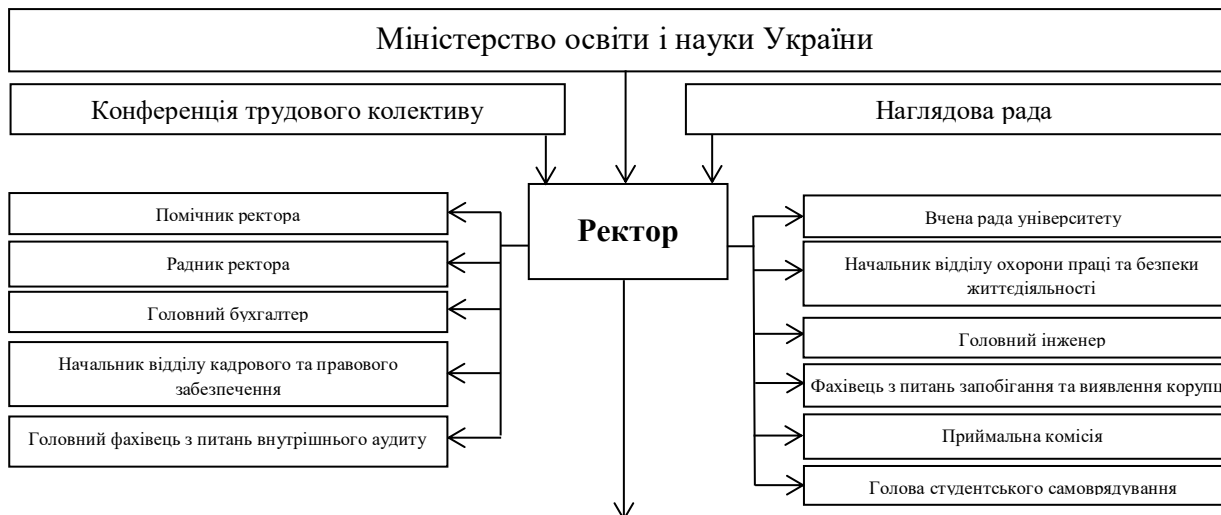 Міністерство освіти і науки України
Конференція трудового колективу
Наглядова рада
Ректор
Помічник ректора
Радник ректора
Головний бухгалтер
Начальник відділу кадрового та правового
забезпечення
Головний фахівець з питань внутрішнього аудиту
Вчена рада університету
Начальник відділу охорони праці та безпеки
життєдіяльності
Головний інженер
Фахівець з питань запобігання та виявлення корупц
Приймальна комісія
Голова студентського самоврядування